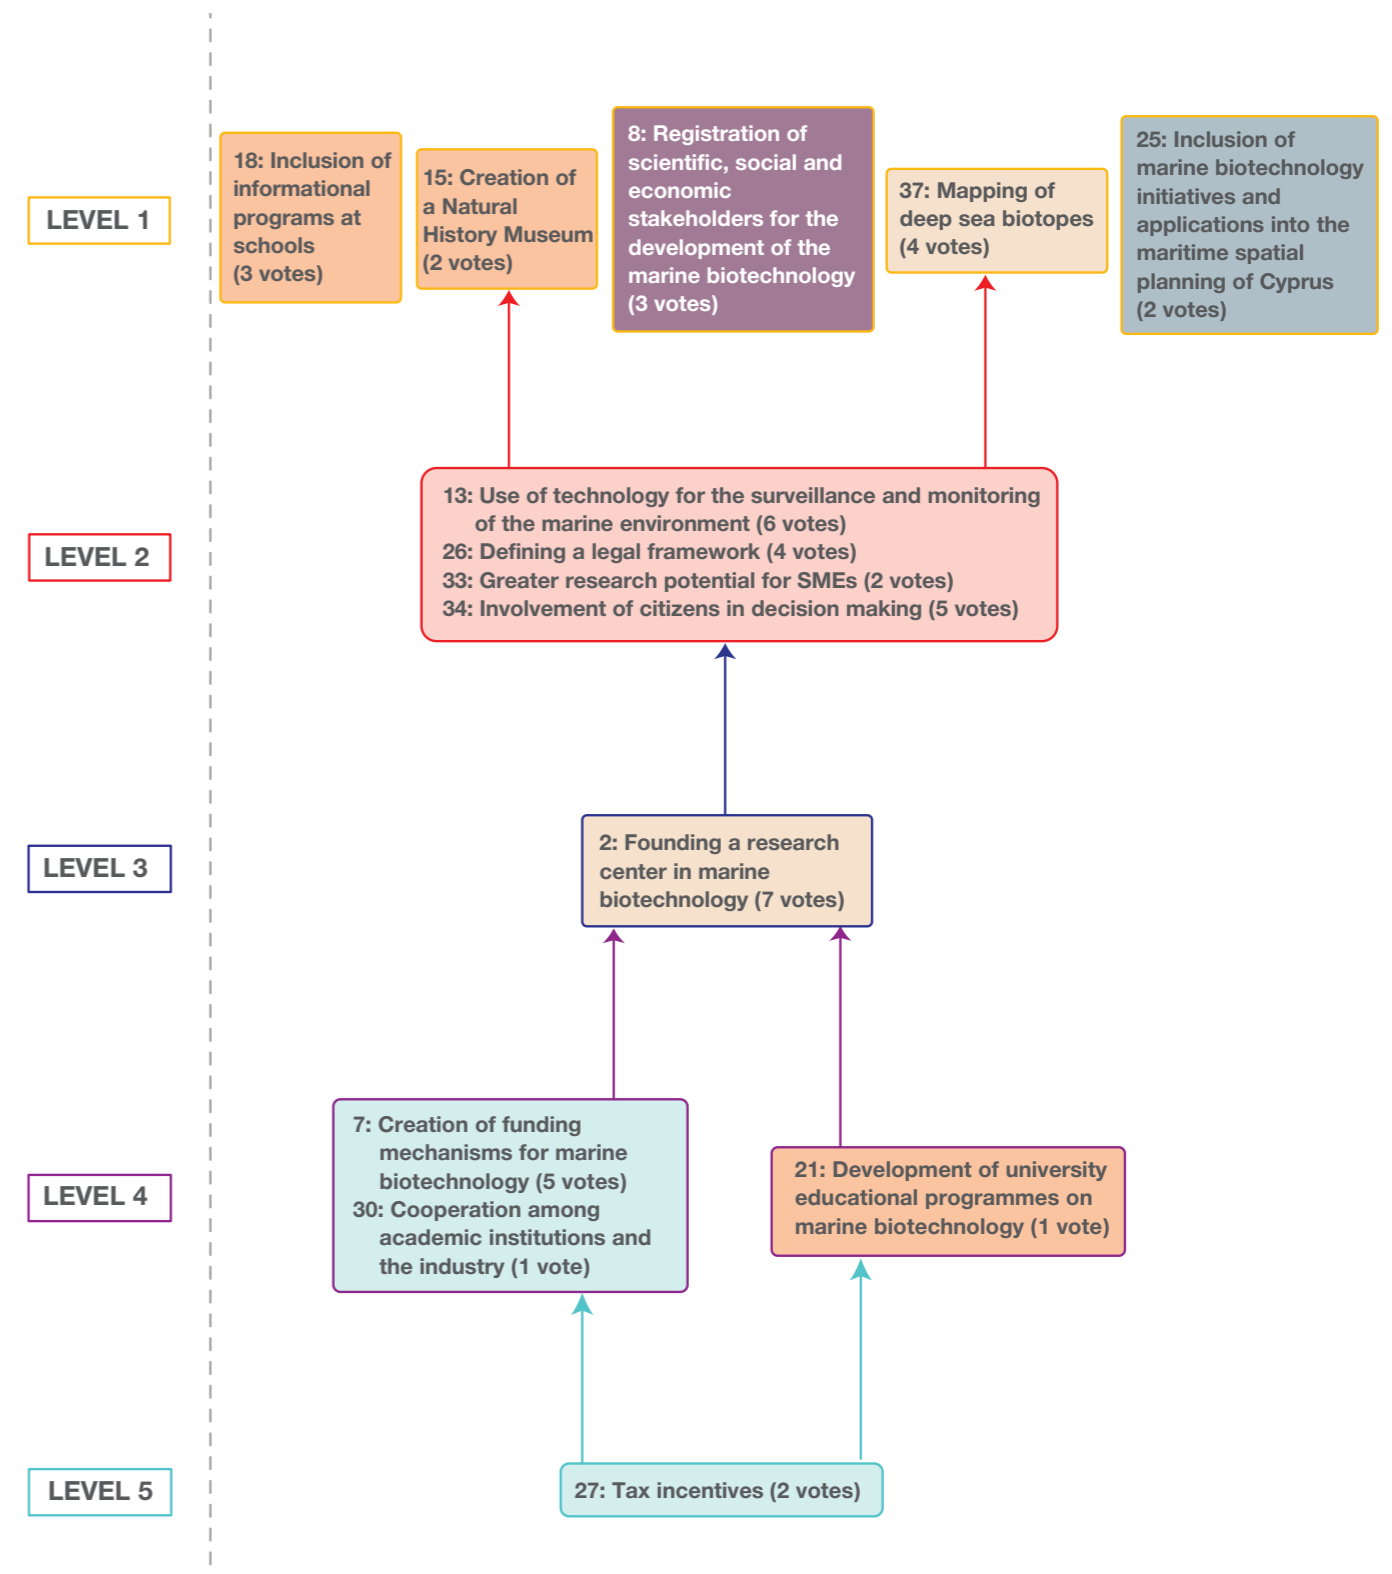 LEVEL 1
18: Inclusion of
informational
programs at
schools
(3 votes)
15: Creation of
a Natural
History Museum
(2 votes)
8: Registration of
scientific, social and
economic
stakeholders for the
development of the
marine biotechnology
(3 votes)
37: Mapping of
deep sea biotopes
(4 votes)
25: Inclusion of
marine biotechnology
initiatives and
applications into the
maritime spatial
planning of Cyprus
(2 votes)
LEVEL 2
13: Use of technology for the surveillance and monitoring
of the marine environment (6 votes)
26: Defining a legal framework (4 votes)
33: Greater research potential for SMEs (2 votes)
34: Involvement of citizens in decision making (5 votes)
LEVEL 3
2: Founding a research
center in marine
biotechnology (7 votes)
LEVEL 4
7: Creation of funding
mechanisms for marine
biotechnology (5 votes)
30: Cooperation among
academic institutions and
the industry (1 vote)
21: Development of university
educational programmes on
marine biotechnology (1 vote)
LEVEL 5
27: Tax incentives (2 votes)